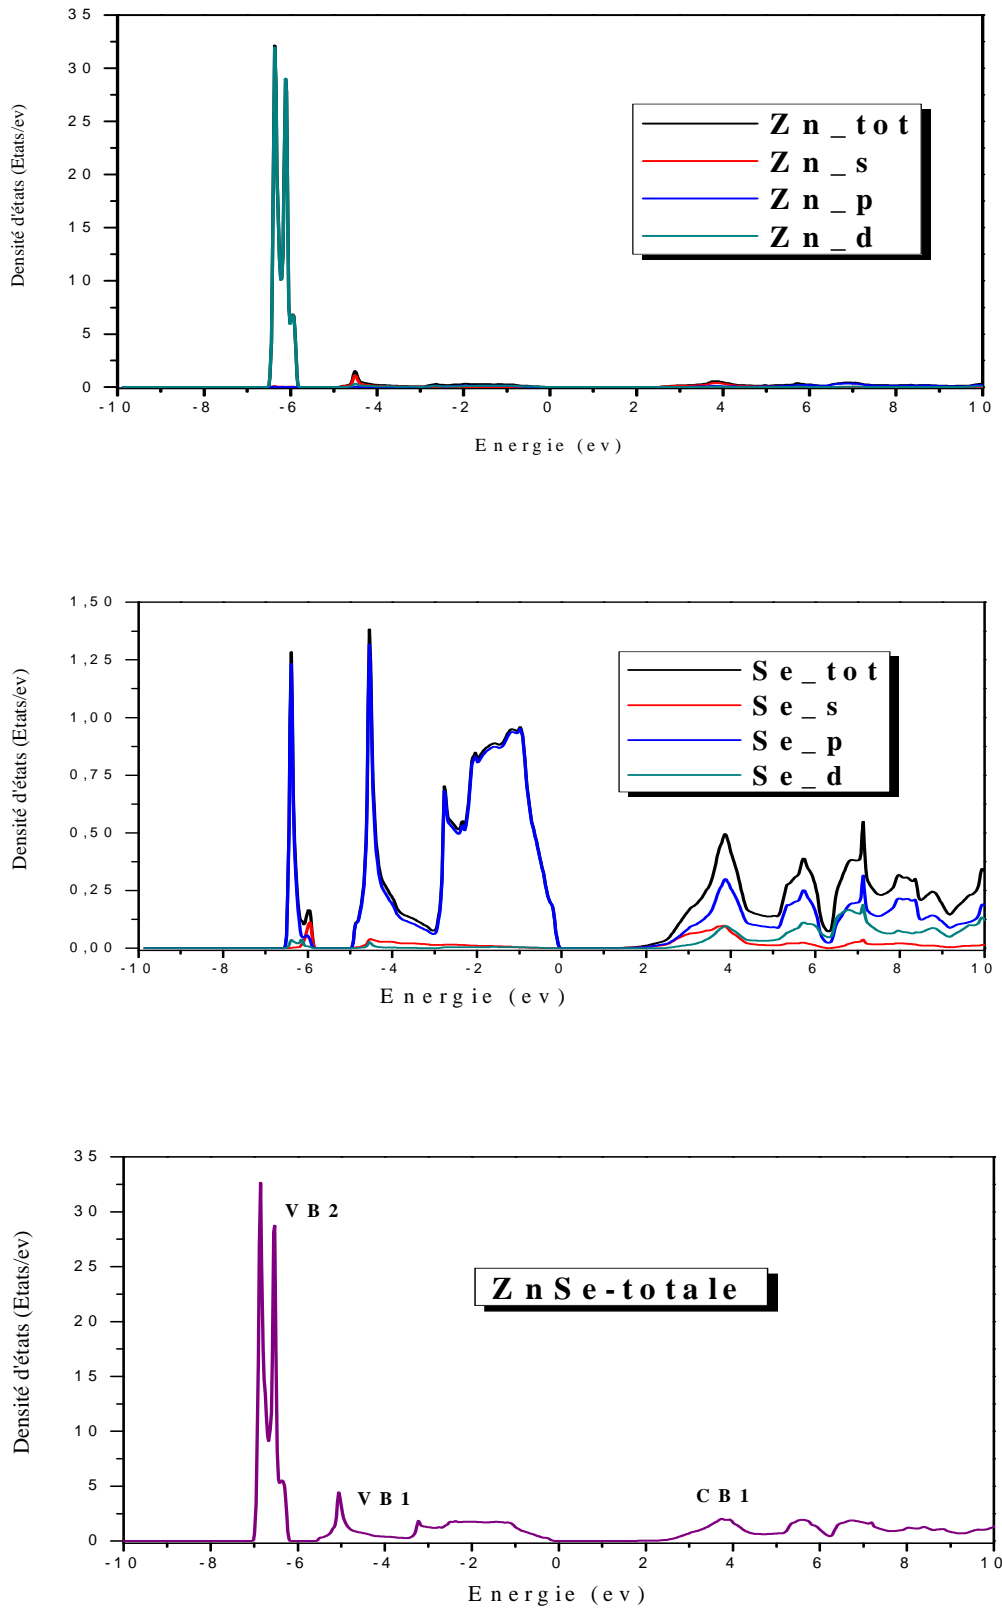 35
30
25
20
15
10
5
0
Densité d'états (Etats/ev)
Zn_tot
Zn_s
Zn_p
Zn_d
-10 -8 -6 -4 -2 0 2 4 6 8 10
Energie (ev)
1,50
1,25
1,00
0,75
0,50
0,25
0,00
Densité d'états (Etats/ev)
Se_tot
Se_s
Se_p
Se_d
-10 -8 -6 -4 -2 0 2 4 6 8 10
Energie (ev)
35
30
25
20
15
10
5
0
Densité d'états (Etats/ev)
VB2
ZnSe-totale
VB1
CB1
-10 -8 -6 -4 -2 0 2 4 6 8 10
Energie (ev)